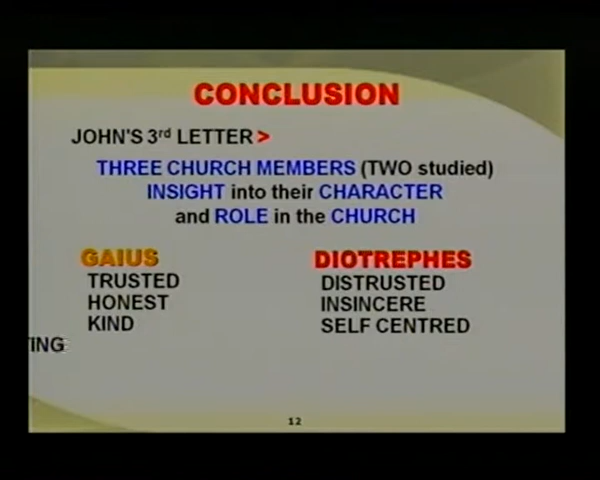 CONCLUSION
JOHN'S 3rd LETTER >
THREE CHURCH MEMBERS (TWO studied)
INSIGHT into their CHARACTER
and ROLE in the CHURCH
GAIUS
TRUSTED
HONEST
KIND
TING
DIOTREPHES
DISTRUSTED
INSINCERE
SELF CENTRED
12